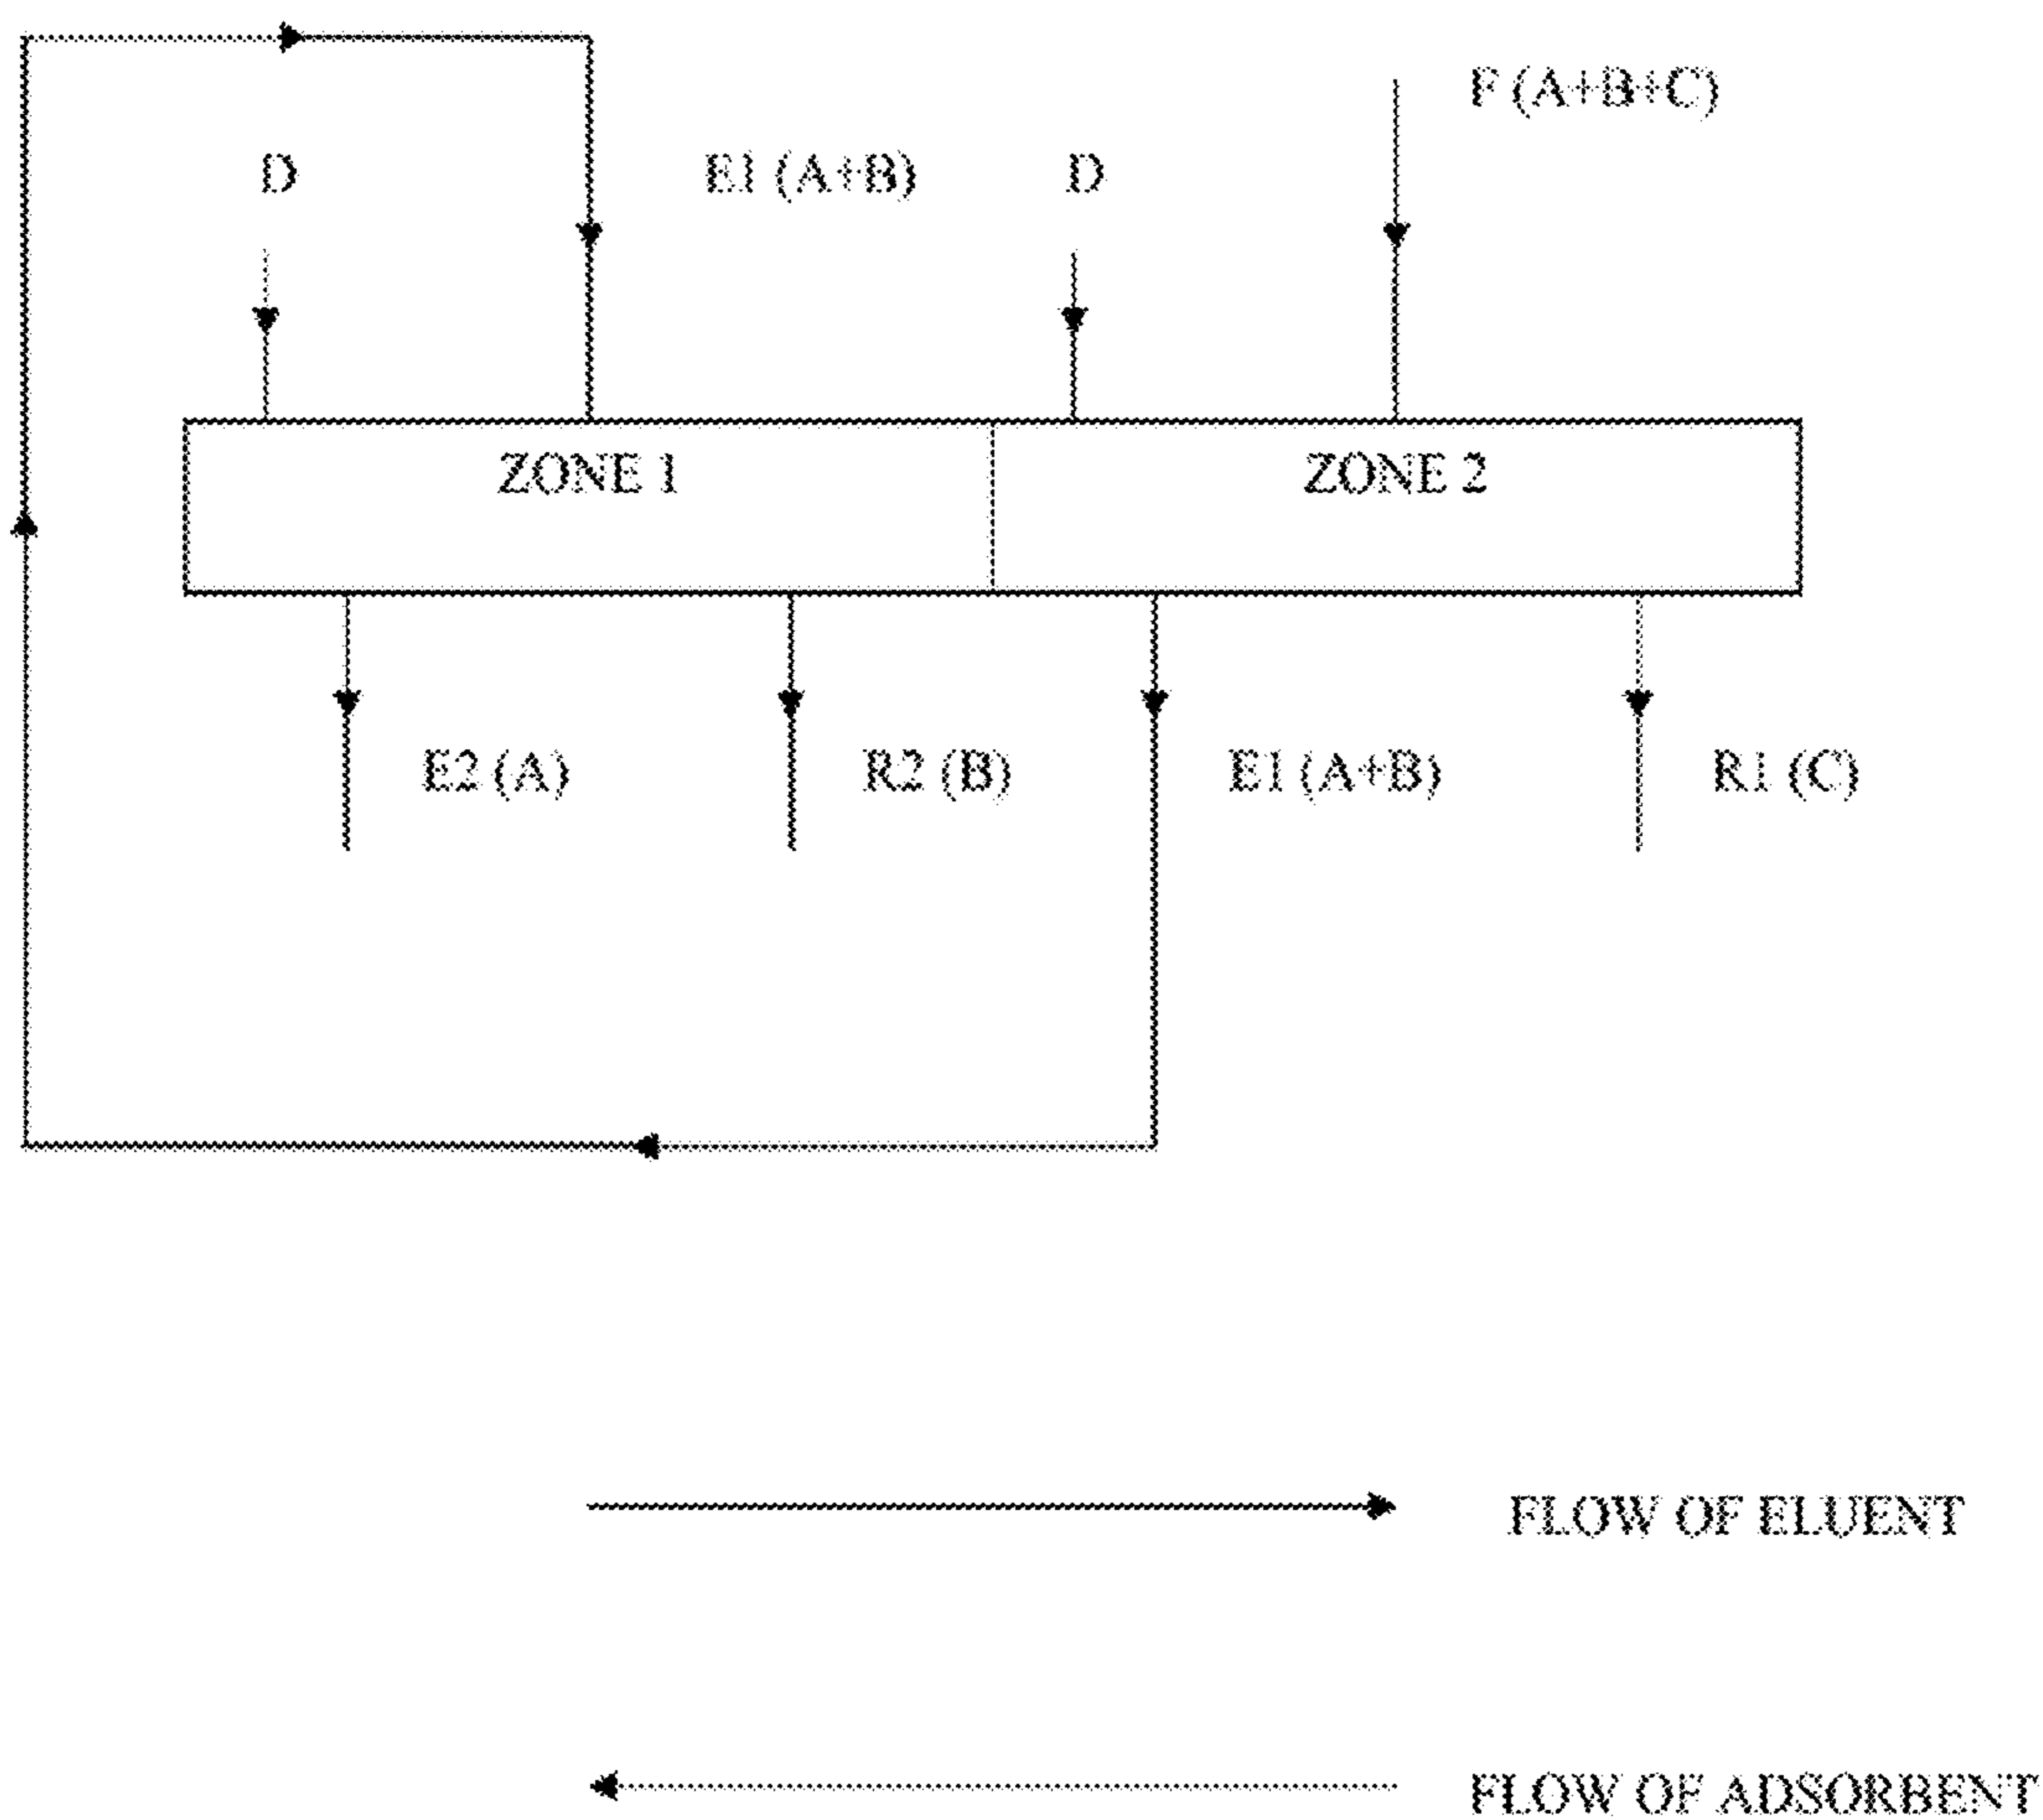 F (A+B+C)
D
E1 (A+B)
D
ZONE 1
ZONE 2
E2 (A)
R2 (B)
E1 (A+B)
R1 (C)
FLOW OF ELUENT
FLOW OF ADSORBENT